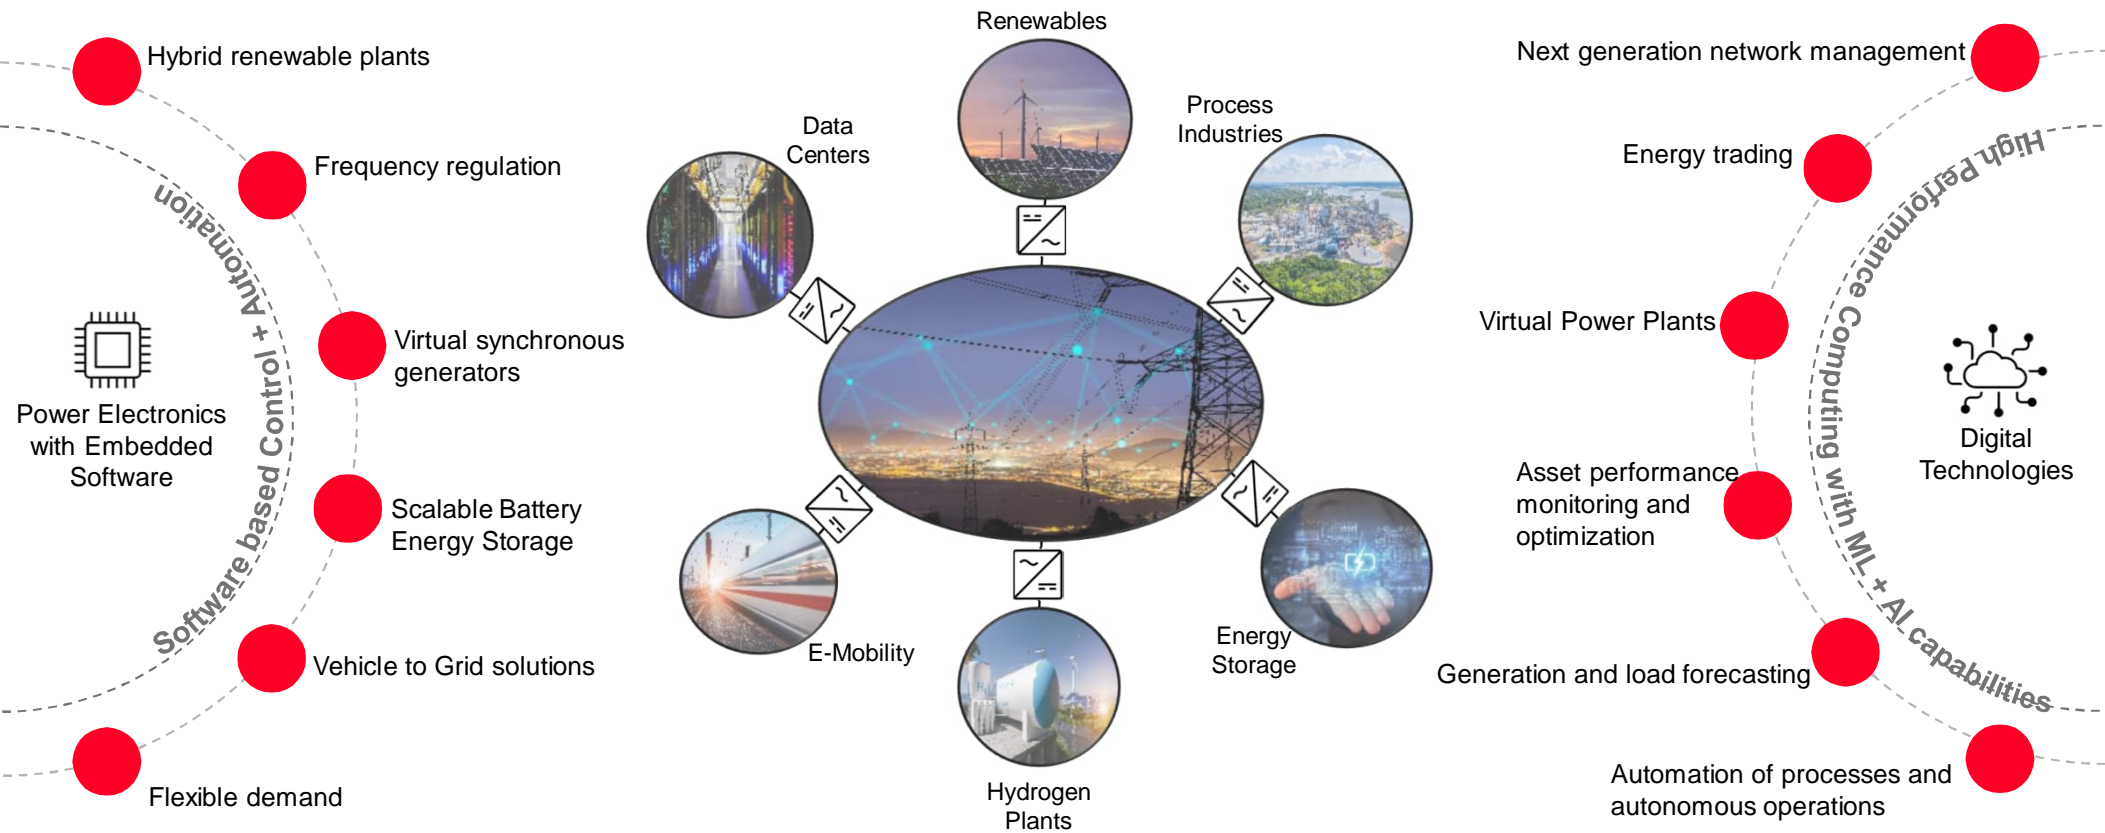 Hybrid renewable plants
Frequency regulation
Virtual synchronous
generators
Scalable Battery
Energy Storage
Vehicle to Grid solutions
Flexible demand
Software based Control + Automation
Power Electronics
with Embedded
Software
Renewables
Data
Centers
Process
Industries
E-Mobility
Energy
Storage
Hydrogen
Plants
Next generation network management
Energy trading
Virtual Power Plants
Asset performance
monitoring and
optimization
Generation and load forecasting
Automation of processes and
autonomous operations
High Performance Computing with ML + AI capabilities
Digital
Technologies